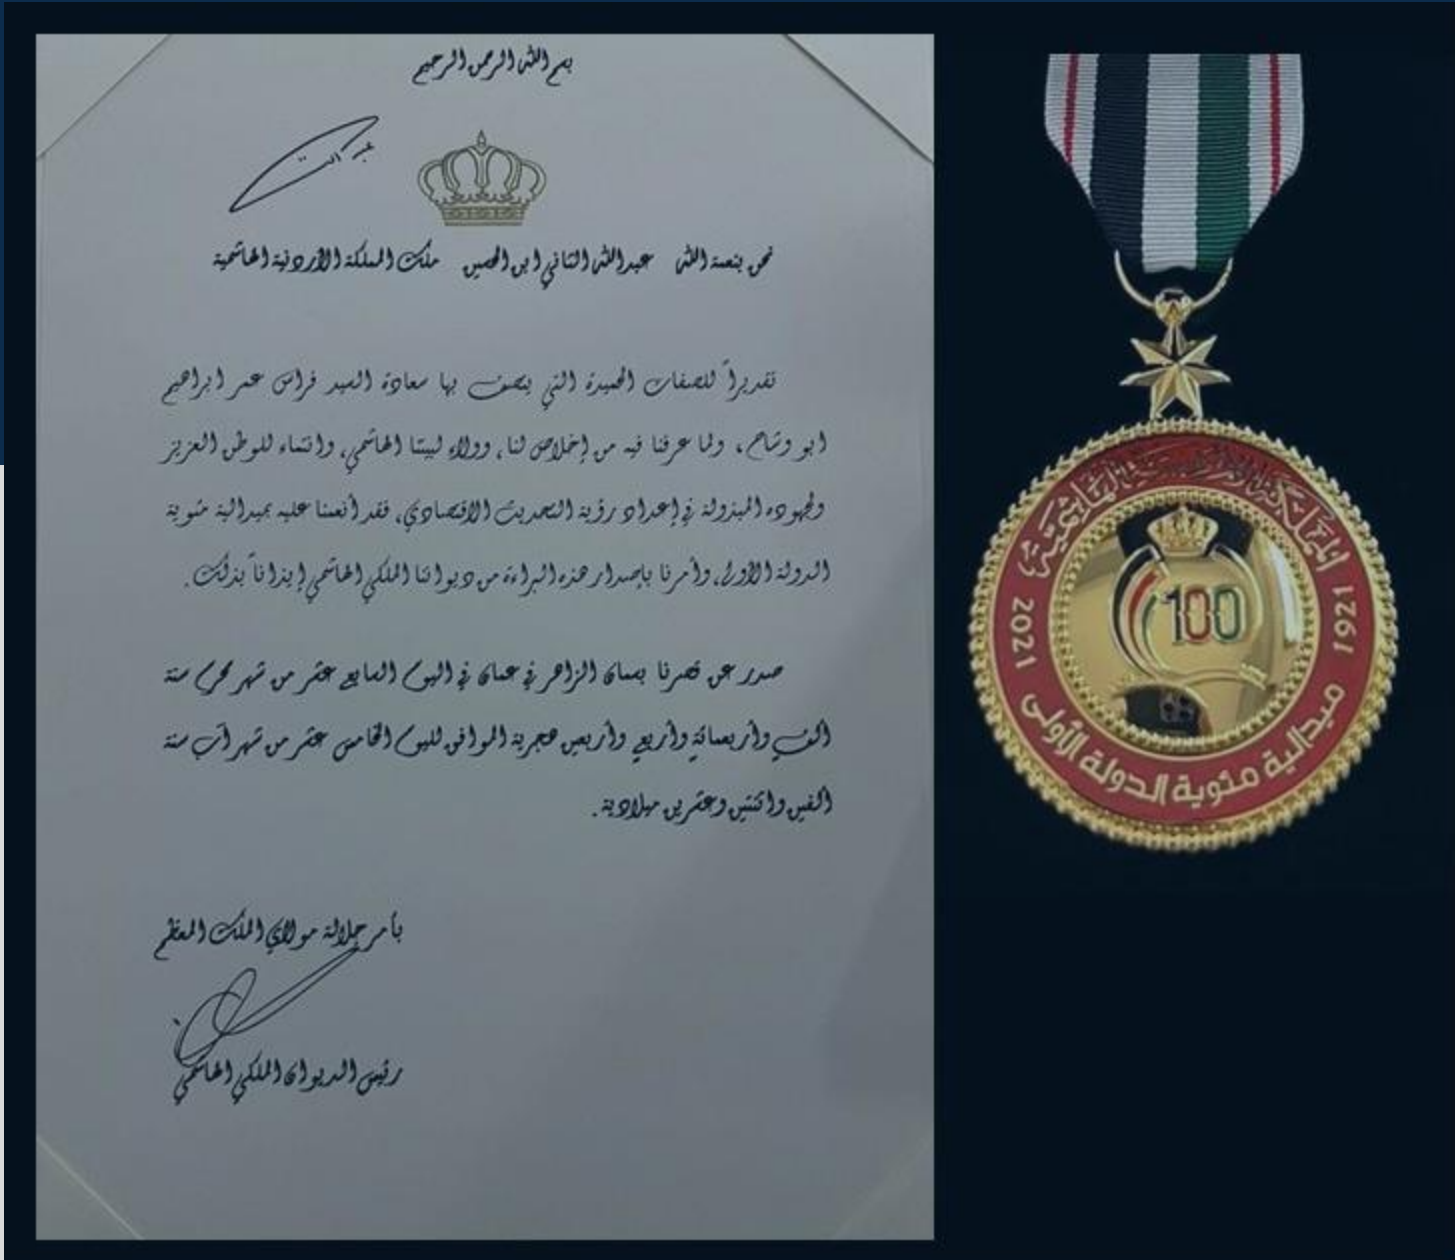 بسم الله الرحمن الرحيم
عبد الله
نحن بنعمة الله عبدالله الثاني ابن الحسين ملك المملكة الأردنية الهاشمية
تقديراً للصفات الحميدة التي يتصف بها سعادة السيد فراس عمر ابراهيم
ابو وشاح، ولما عرفنا فيه من إخلاص لنا، وولاء لبيتنا الهاشمي، وانتماء للوطن العزيز
ولجهوده المبذولة في إعداد رؤية التحديث الاقتصادي، فقد أنعمنا عليه بميدالية مئوية
الدولة الأولى، وأمرنا بإصدار هذه البراءة من ديواننا الملكي الهاشمي إيذاناً بذلك.
صدر عن قصرنا بسمان الزاهر في عمان في اليوم السابع عشر من شهر محرم سنة
ألف وأربعمائة وأربع وأربعين هجرية الموافق لليوم الخامس عشر من شهر آب سنة
ألفين واثنتين وعشرين ميلادية.
بأمر جلالة مولاي الملك المعظم
رئيس الديوان الملكي الهاشمي
المملكة الأردنية الهاشمية
100
1921
2021
ميدالية مئوية الدولة الأولى